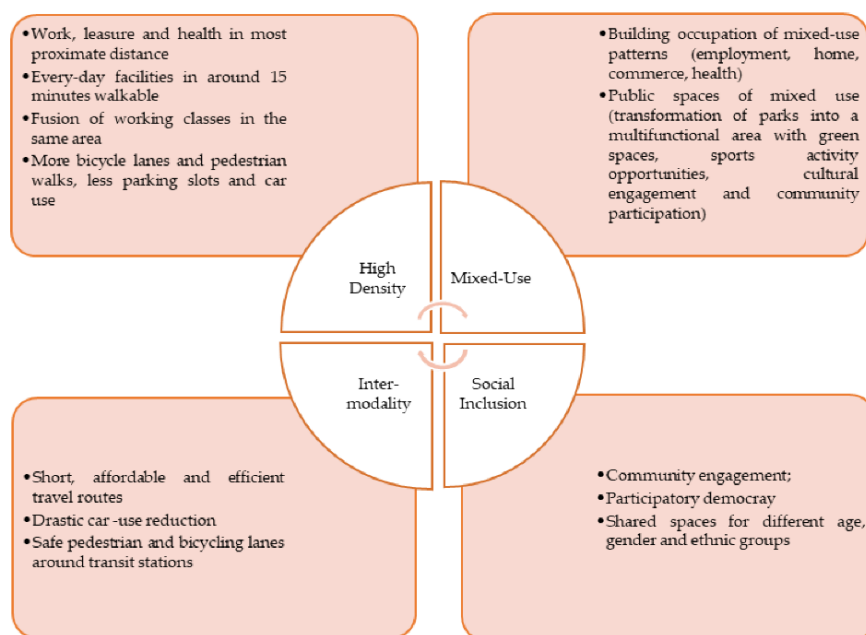 •Work, leasure and health in most
proximate distance
•Every-day facilities in around 15
minutes walkable
•Fusion of working classes in the
same area
•More bicycle lanes and pedestrian
walks, less parking slots and car
use
•Building occupation of mixed-use
patterns (employment, home,
commerce, health)
•Public spaces of mixed use
(transformation of parks into a
multifunctional area with green
spaces, sports activity
opportunities, cultural
engagement and community
participation)
High
Density
Mixed-Use
Inter-
modality
Social
Inclusion
•Short, affordable and efficient
travel routes
•Drastic car -use reduction
•Safe pedestrian and bicycling lanes
around transit stations
•Community engagement;
•Participatory democray
•Shared spaces for different age,
gender and ethnic groups